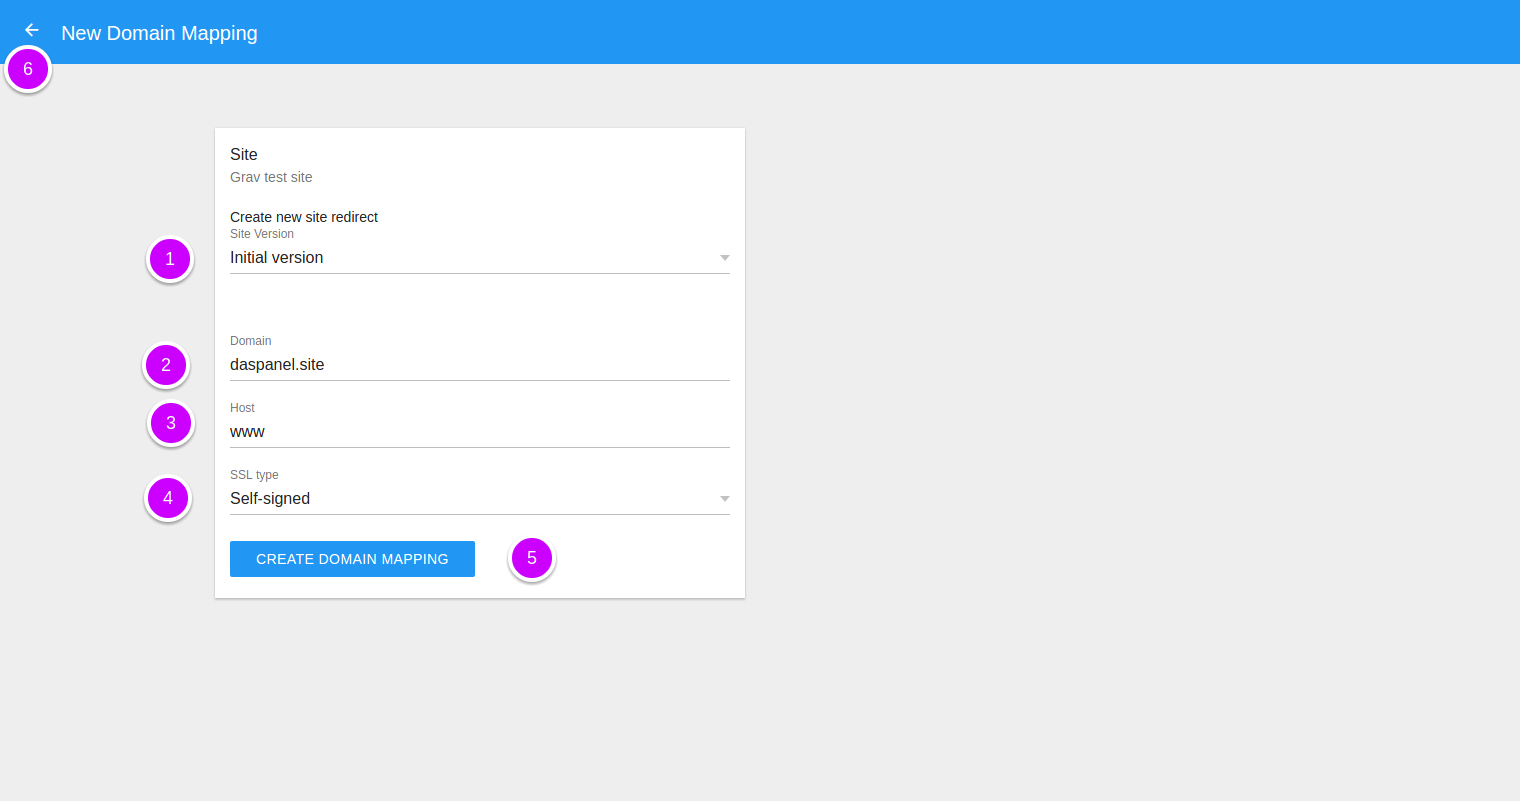 New Domain Mapping
6
Site
Grav test site
Create new site redirect
Site Version
1
Initial version
Domain
2
daspanel.site
Host
3
www
SSL type
4
Self-signed
CREATE DOMAIN MAPPING
5